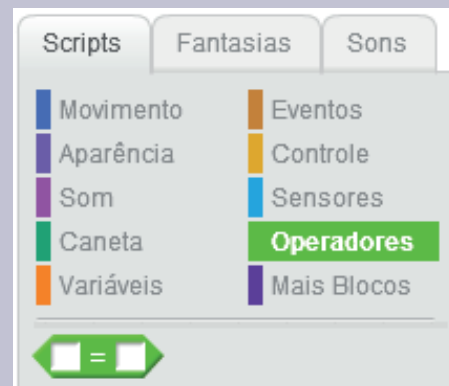 Scripts Fantasias Sons
Movimento Eventos
Aparência Controle
Som Sensores
Caneta Operadores
Variáveis Mais Blocos
=